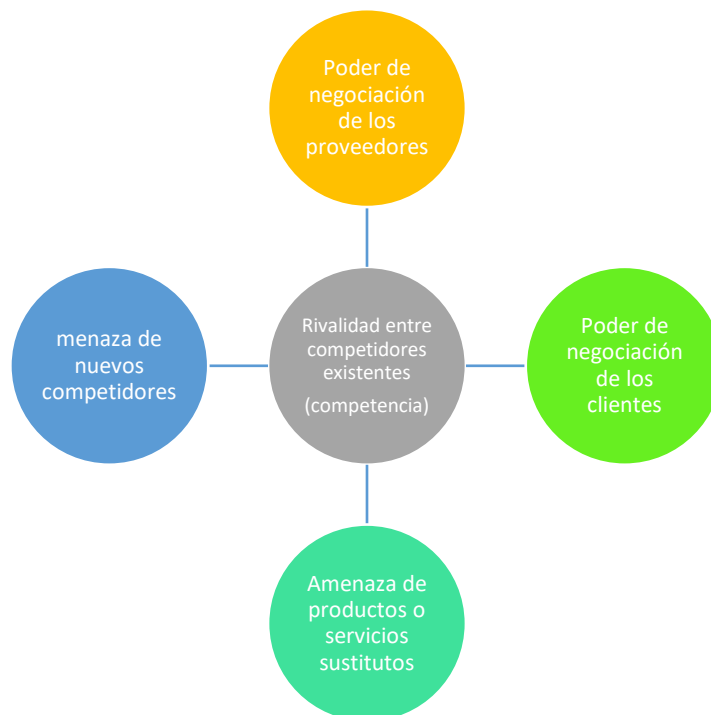 Poder de
negociación
de los
proveedores
menaza de
nuevos
competidores
Rivalidad entre
competidores
existentes
(competencia)
Poder de
negociación
de los
clientes
Amenaza de
productos o
servicios
sustitutos